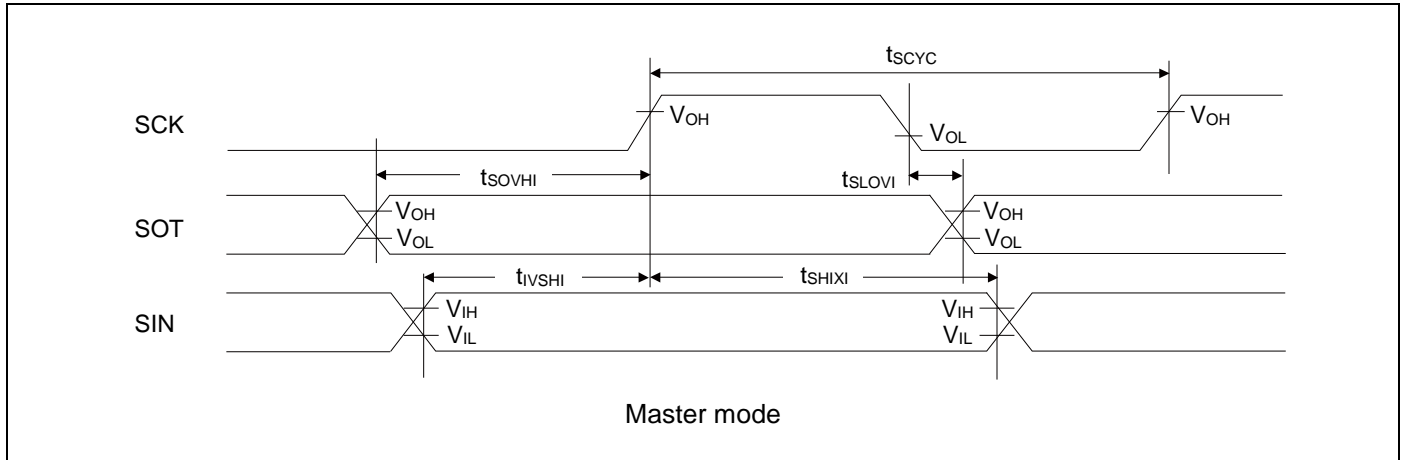 tSCYC
SCK
VOH
VOL
VOH
tSOVHI
tSLOVI
SOT
VOH
VOL
VOH
VOL
tIVSHI
tSHIXI
SIN
VIH
VIL
VIH
VIL
Master mode